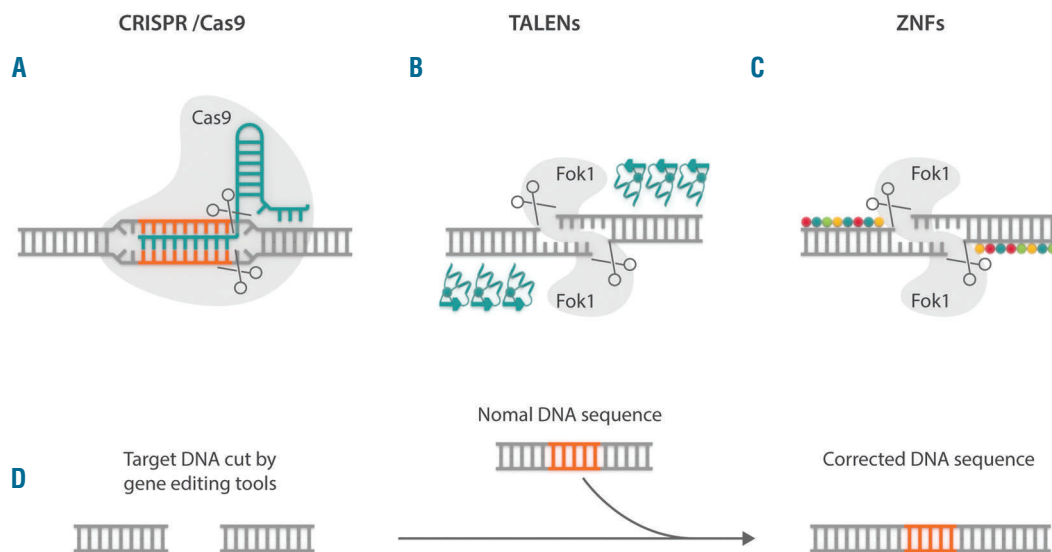 CRISPR /Cas9
TALENs
ZNFs
A
B
C
Cas9
Fok1
Fok1
Fok1
Fok1
Nomal DNA sequence
D
Target DNA cut by
gene editing tools
Corrected DNA sequence